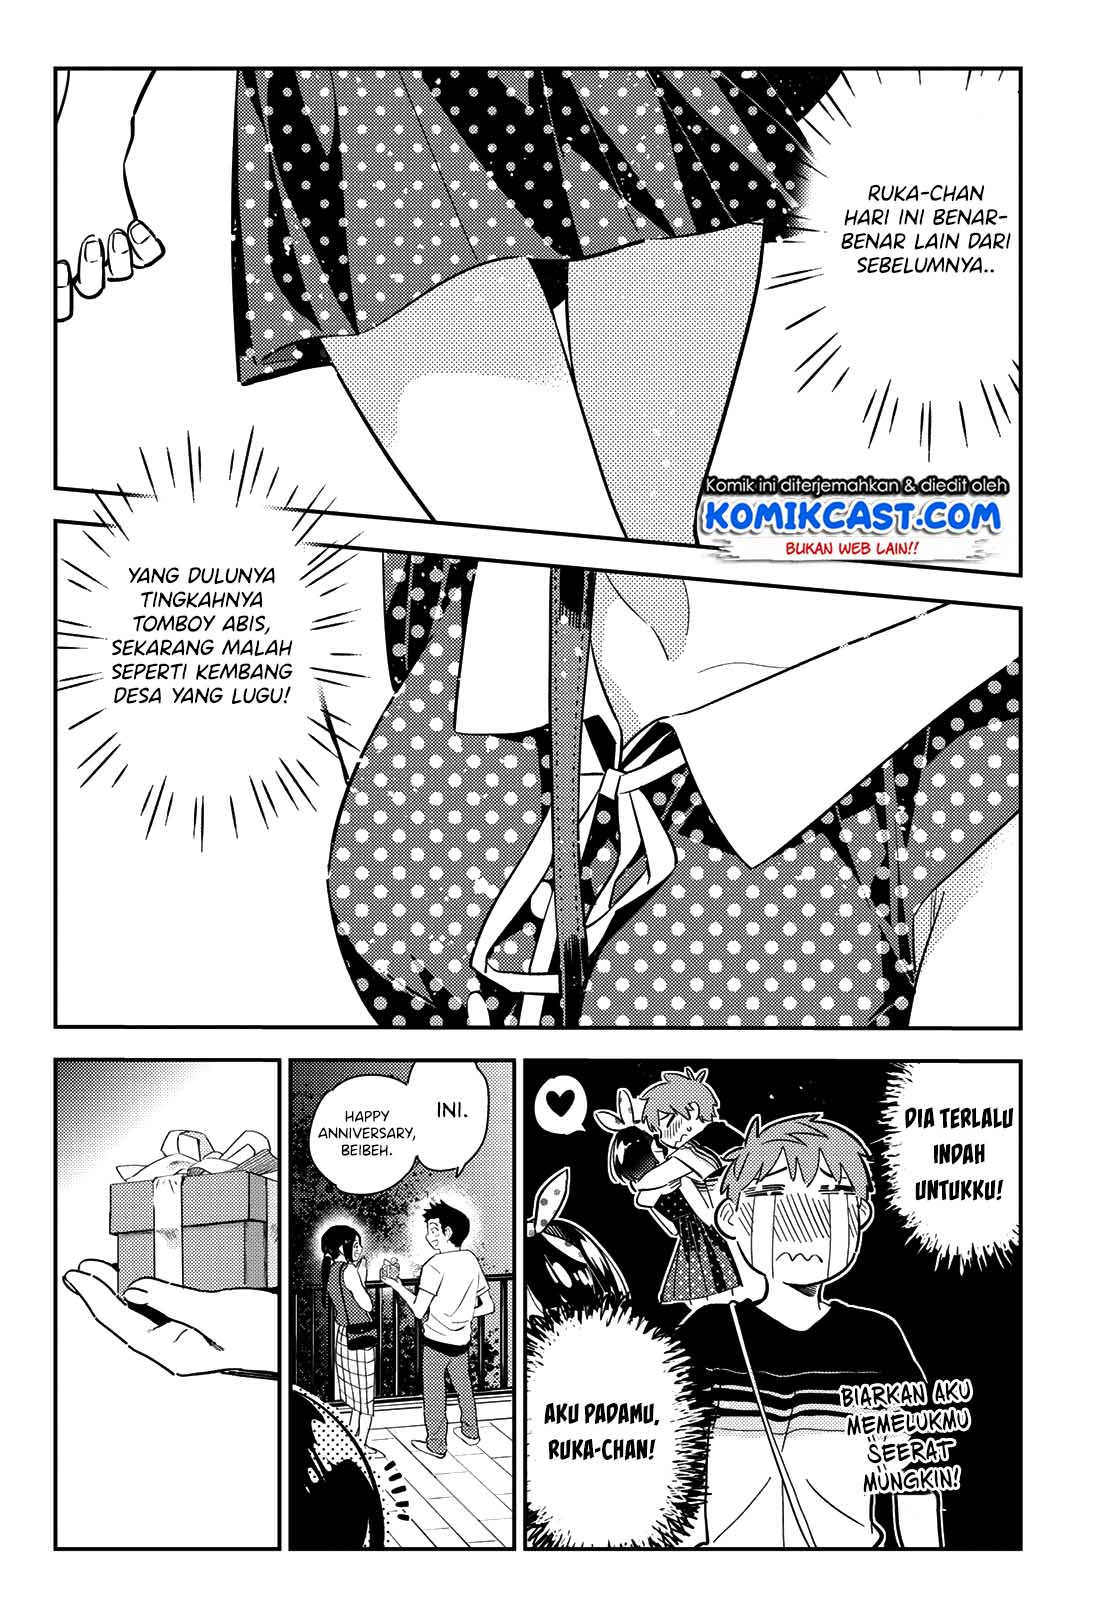 RUKA-CHAN
HARI INI BENAR-
BENAR LAIN DARI
SEBELUMNYA..
Komik ini diterjemahkan & diedit oleh
KOMIKCAST.COM
BUKAN WEB LAIN!!
YANG DULUNYA
TINGKAHNYA
TOMBOY ABIS,
SEKARANG MALAH
SEPERTI KEMBANG
DESA YANG LUGU!
DIA TERLALU
INDAH
UNTUKKU!
BIARKAN AKU
MEMELUKMU
SEERAT
MUNGKIN!
AKU PADAMU,
RUKA-CHAN!
INI.
HAPPY
ANNIVERSARY,
BEIBEH.